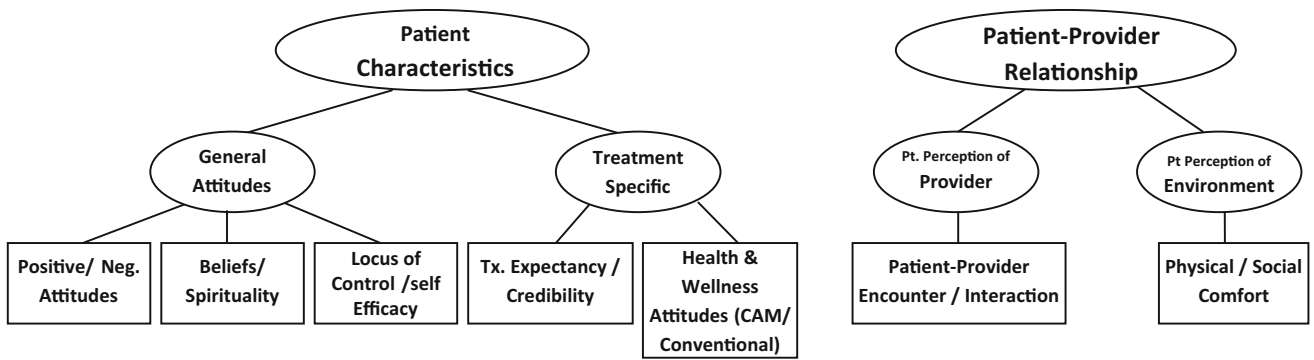 Patient
Characteristics
Patient-Provider
Relationship
General
Attitudes
Treatment
Specific
Pt. Perception of
Provider
Pt Perception of
Environment
Positive/ Neg.
Attitudes
Beliefs/
Spirituality
Locus of
Control /self
Efficacy
Tx. Expectancy /
Credibility
Health &
Wellness
Attitudes (CAM/
Conventional)
Patient-Provider
Encounter / Interaction
Physical / Social
Comfort